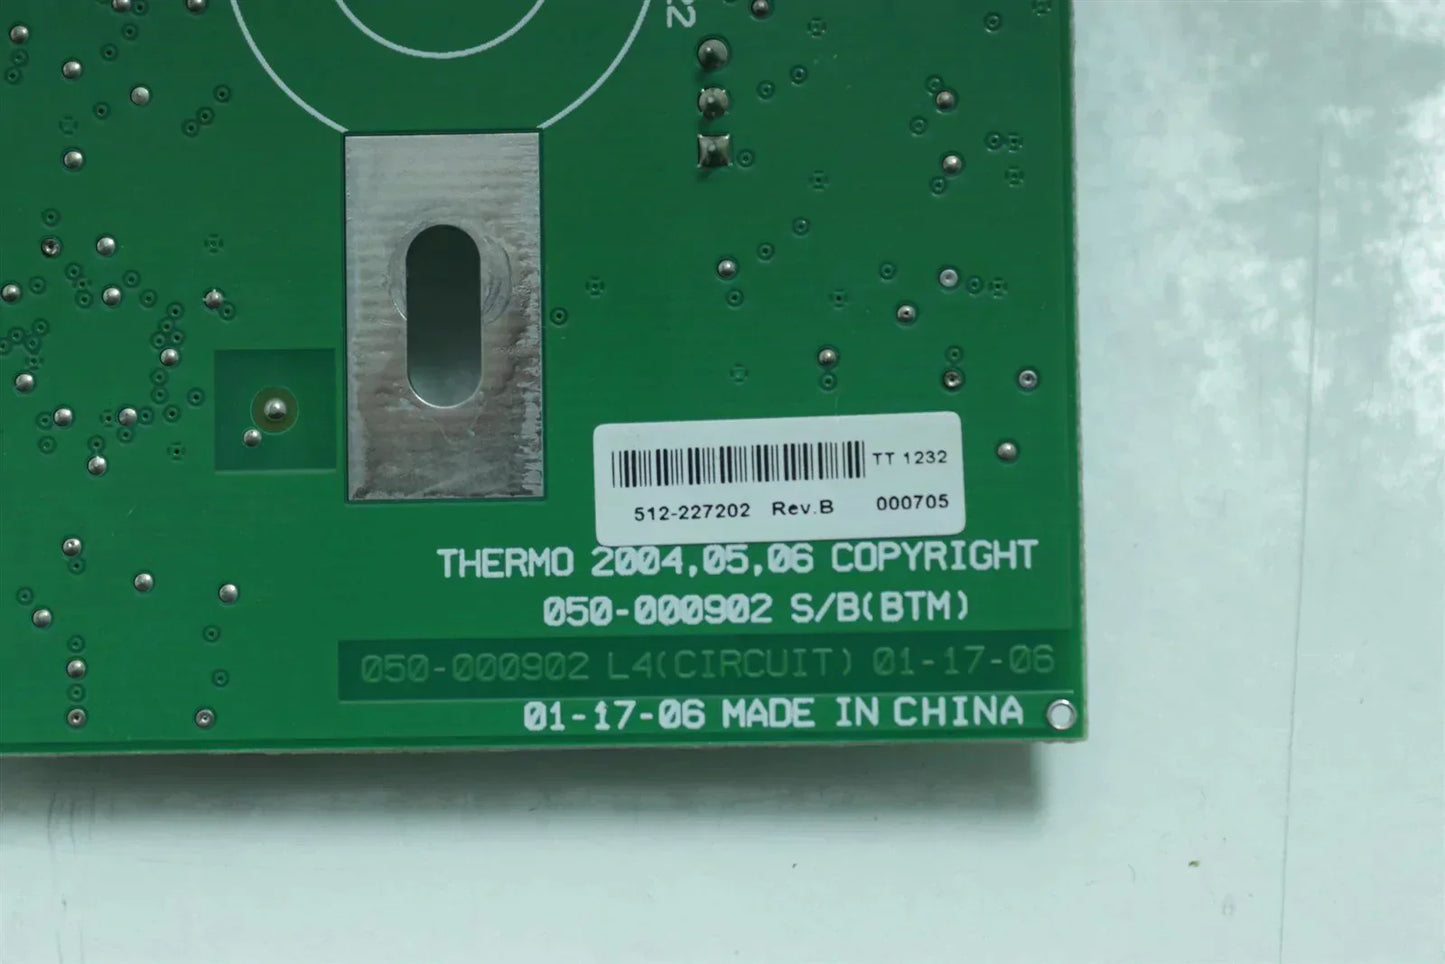 22
TT 1232
512-227202 Rev.B 000705
THERMO 2004,05,06 COPYRIGHT
050-000902 S/B(BTM)
050-000902 L4(CIRCUIT) 01-17-06
01-17-06 MADE IN CHINA